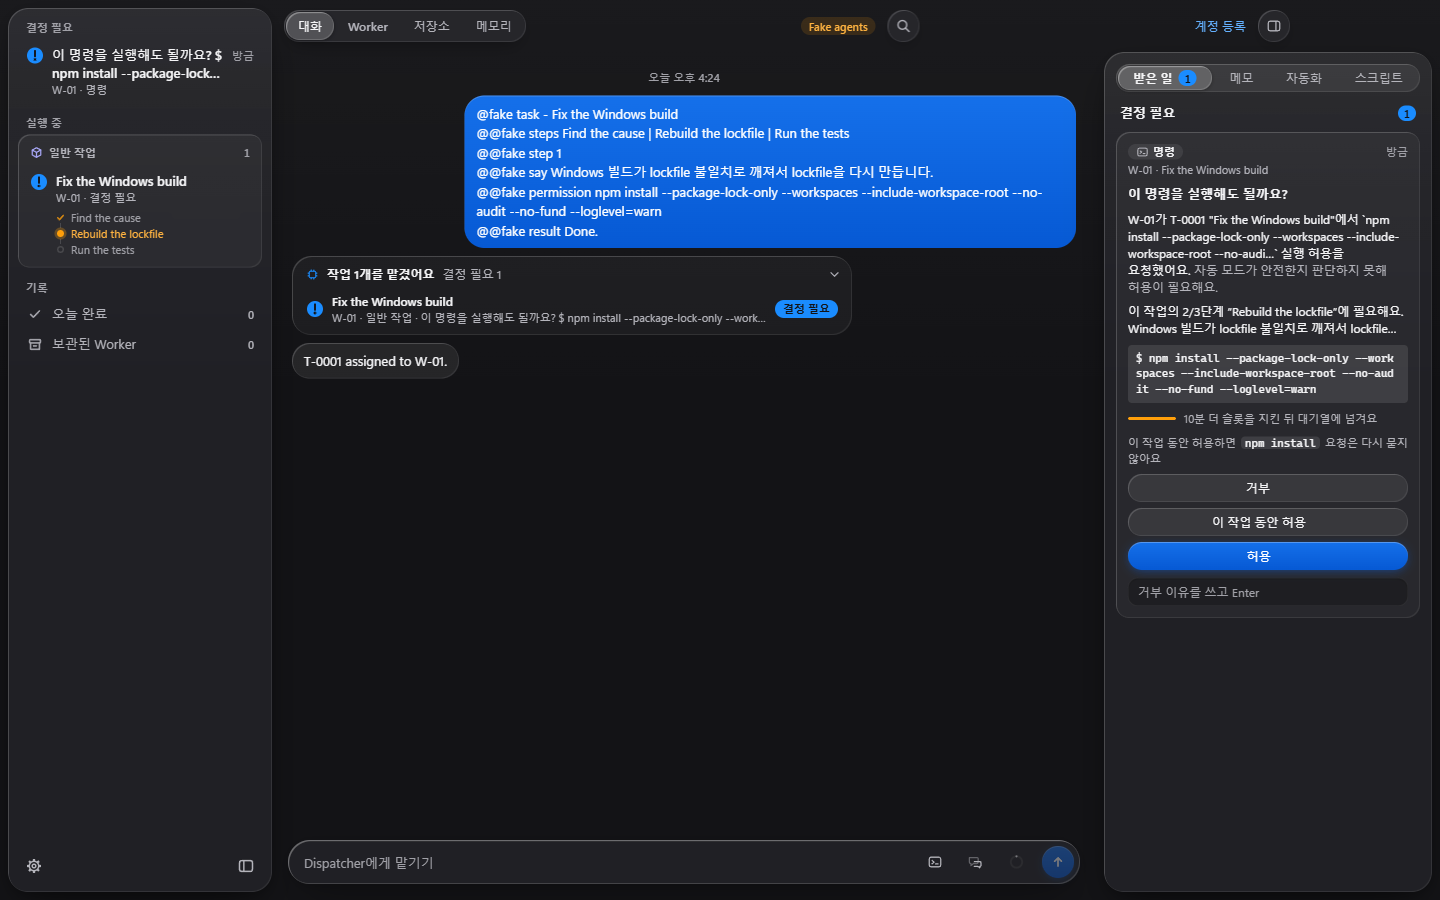 결정 필요
이 명령을 실행해도 될까요? $
방금
npm install --package-lock...
W-01 · 명령
실행 중
일반 작업
1
Fix the Windows build
W-01 · 결정 필요
Find the cause
Rebuild the lockfile
Run the tests
기록
오늘 완료
0
보관된 Worker
0
대화
Worker
저장소
메모리
Fake agents
계정 등록
오늘 오후 4:24
@fake task - Fix the Windows build
@@fake steps Find the cause | Rebuild the lockfile | Run the tests
@@fake step 1
@@fake say Windows 빌드가 lockfile 불일치로 깨져서 lockfile을 다시 만듭니다.
@@fake permission npm install --package-lock-only --workspaces --include-workspace-root --no-
audit --no-fund --loglevel=warn
@@fake result Done.
작업 1개를 맡겼어요 결정 필요 1
Fix the Windows build
W-01 · 일반 작업 · 이 명령을 실행해도 될까요? $ npm install --package-lock-only --work...
결정 필요
T-0001 assigned to W-01.
Dispatcher에게 맡기기
받은 일 1
메모
자동화
스크립트
결정 필요
1
명령
방금
W-01 · Fix the Windows build
이 명령을 실행해도 될까요?
W-01가 T-0001 "Fix the Windows build"에서 `npm
install --package-lock-only --workspaces --include-
workspace-root --no-audi...` 실행 허용을
요청했어요. 자동 모드가 안전한지 판단하지 못해
허용이 필요해요.
이 작업의 2/3단계 "Rebuild the lockfile"에 필요해요.
Windows 빌드가 lockfile 불일치로 깨져서 lockfile...
$ npm install --package-lock-only --work
spaces --include-workspace-root --no-aud
it --no-fund --loglevel=warn
10분 더 슬롯을 지킨 뒤 대기열에 넘겨요
이 작업 동안 허용하면 npm install 요청은 다시 묻지
않아요
거부
이 작업 동안 허용
허용
거부 이유를 쓰고 Enter